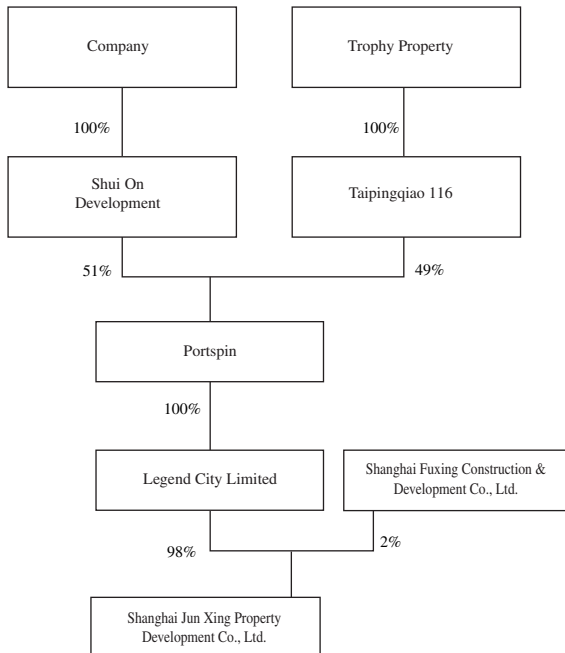 Company
Trophy Property
100%
100%
Shui On
Development
Taipingqiao 116
51%
49%
Portspin
100%
Legend City Limited
Shanghai Fuxing Construction &
Development Co., Ltd.
98%
2%
Shanghai Jun Xing Property
Development Co., Ltd.